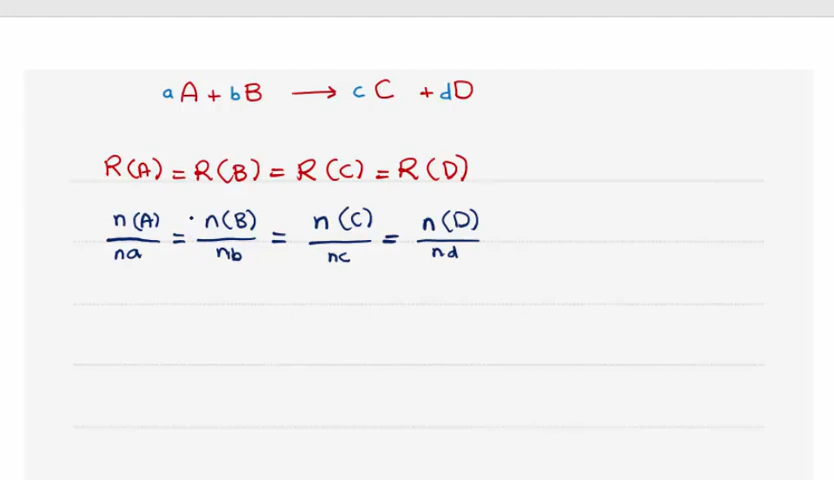 aA + bB ⟶ cC + dD
R(A) = R(B) = R(C) = R(D)
n(A)/na = n(B)/nb = n(C)/nc = n(D)/nd